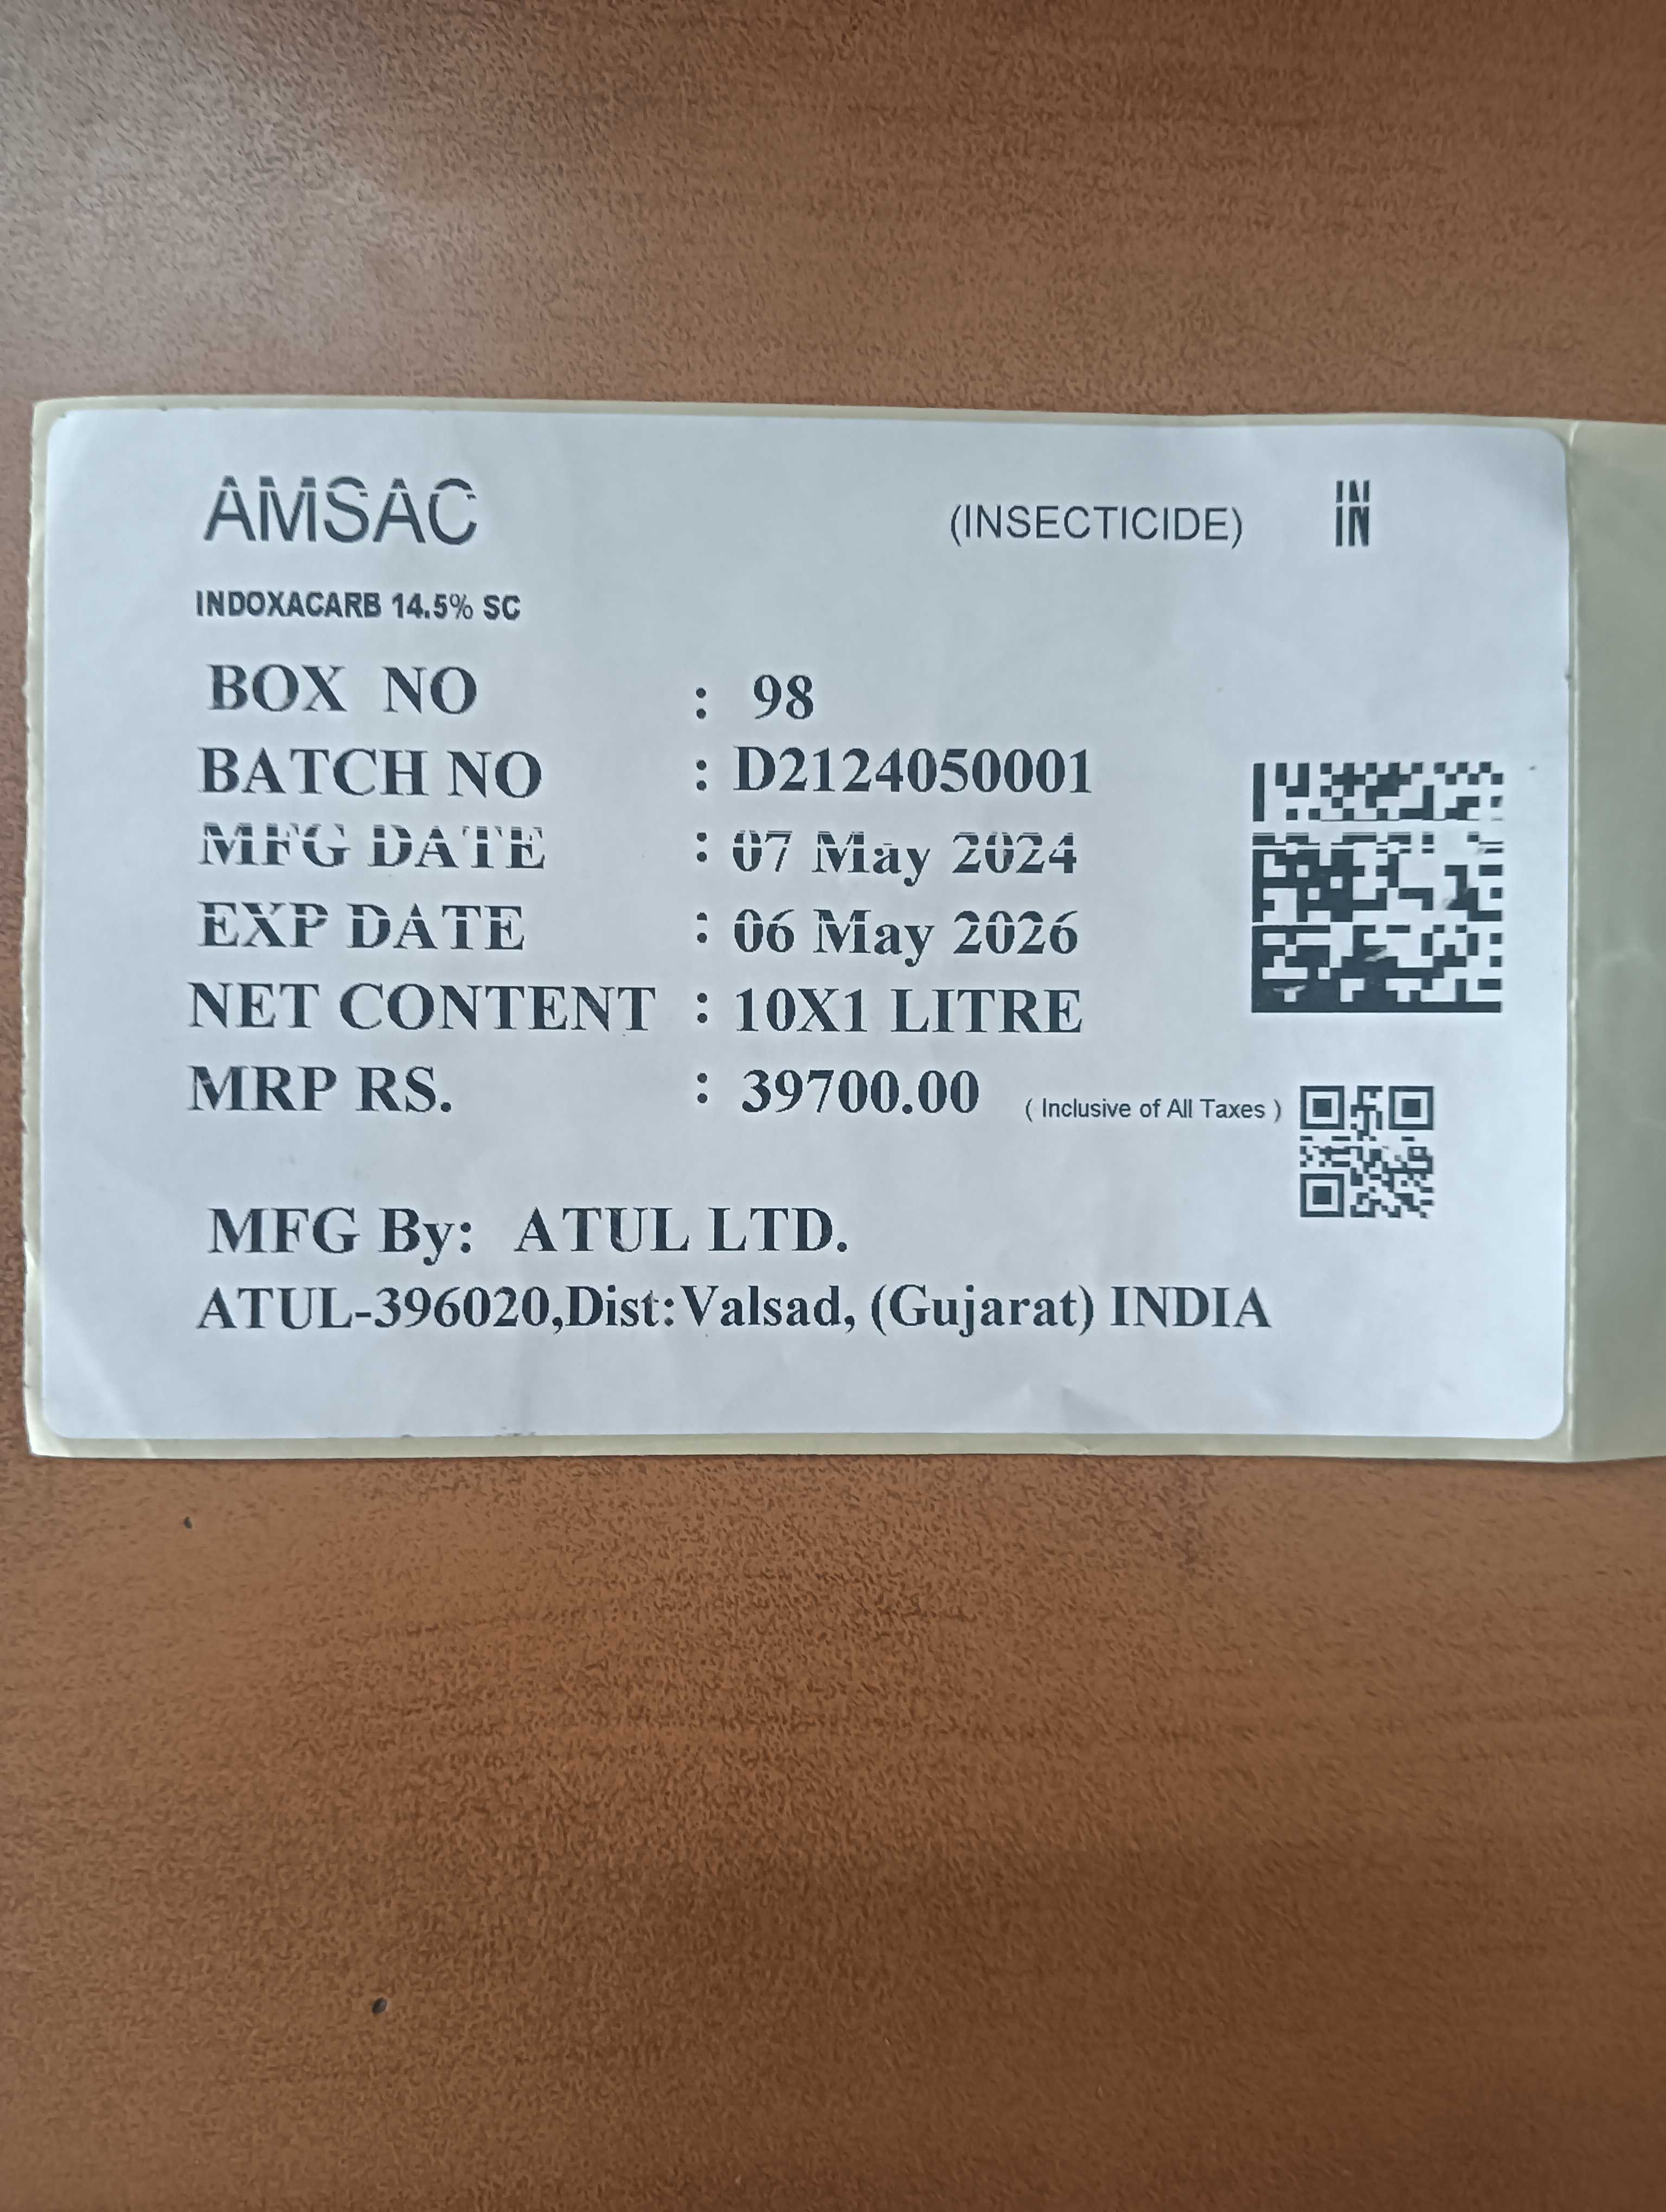 AMSAC (INSECTICIDE) IN
INDOXACARB 14.5% SC
BOX NO : 98
BATCH NO : D2124050001
MFG DATE : 07 May 2024
EXP DATE : 06 May 2026
NET CONTENT : 10X1 LITRE
MRP RS. : 39700.00 ( Inclusive of All Taxes )
MFG By: ATUL LTD.
ATUL-396020,Dist:Valsad, (Gujarat) INDIA